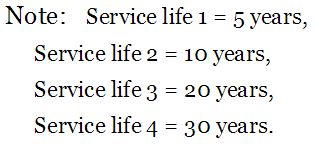 Note: Service life 1 = 5 years,
Service life 2 = 10 years,
Service life 3 = 20 years,
Service life 4 = 30 years.